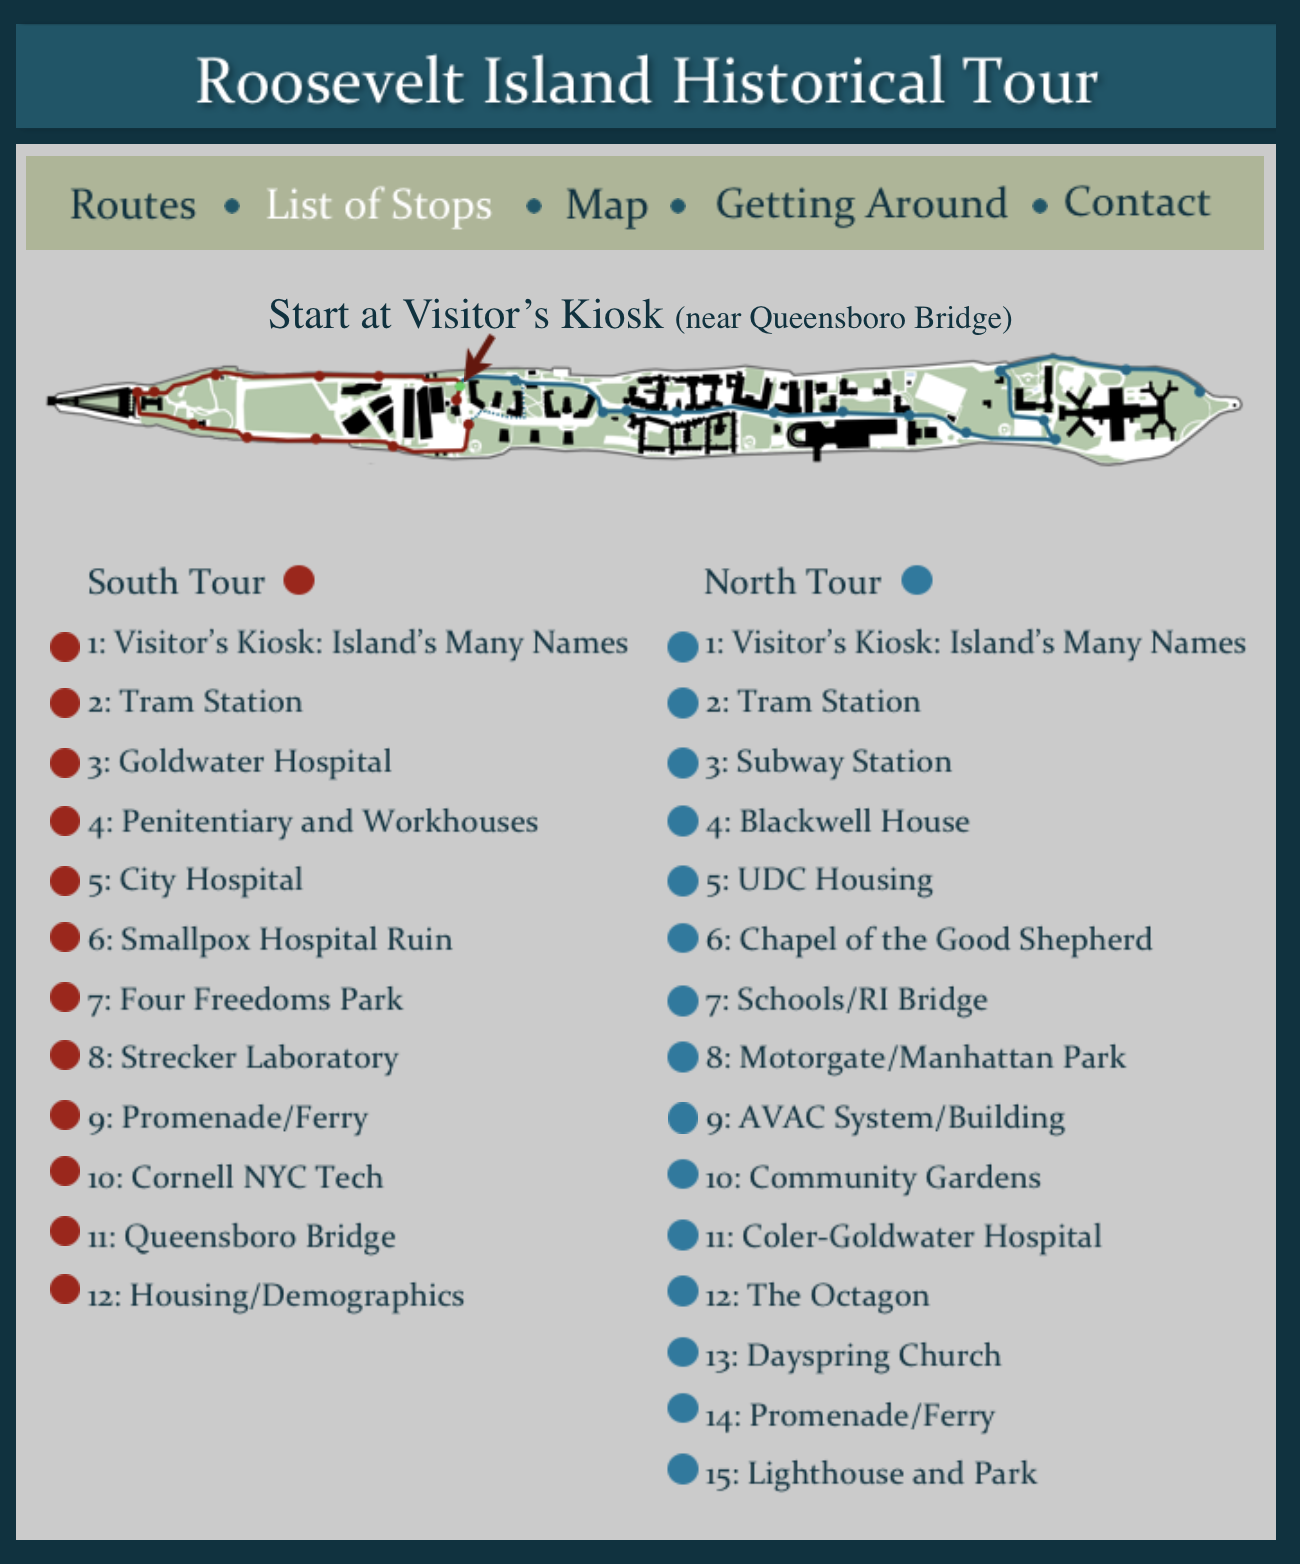 Roosevelt Island Historical Tour
Routes • List of Stops • Map • Getting Around • Contact
Start at Visitor’s Kiosk (near Queensboro Bridge)
South Tour
1: Visitor’s Kiosk: Island’s Many Names
2: Tram Station
3: Goldwater Hospital
4: Penitentiary and Workhouses
5: City Hospital
6: Smallpox Hospital Ruin
7: Four Freedoms Park
8: Strecker Laboratory
9: Promenade/Ferry
10: Cornell NYC Tech
11: Queensboro Bridge
12: Housing/Demographics
North Tour
1: Visitor’s Kiosk: Island’s Many Names
2: Tram Station
3: Subway Station
4: Blackwell House
5: UDC Housing
6: Chapel of the Good Shepherd
7: Schools/RI Bridge
8: Motorgate/Manhattan Park
9: AVAC System/Building
10: Community Gardens
11: Coler-Goldwater Hospital
12: The Octagon
13: Dayspring Church
14: Promenade/Ferry
15: Lighthouse and Park